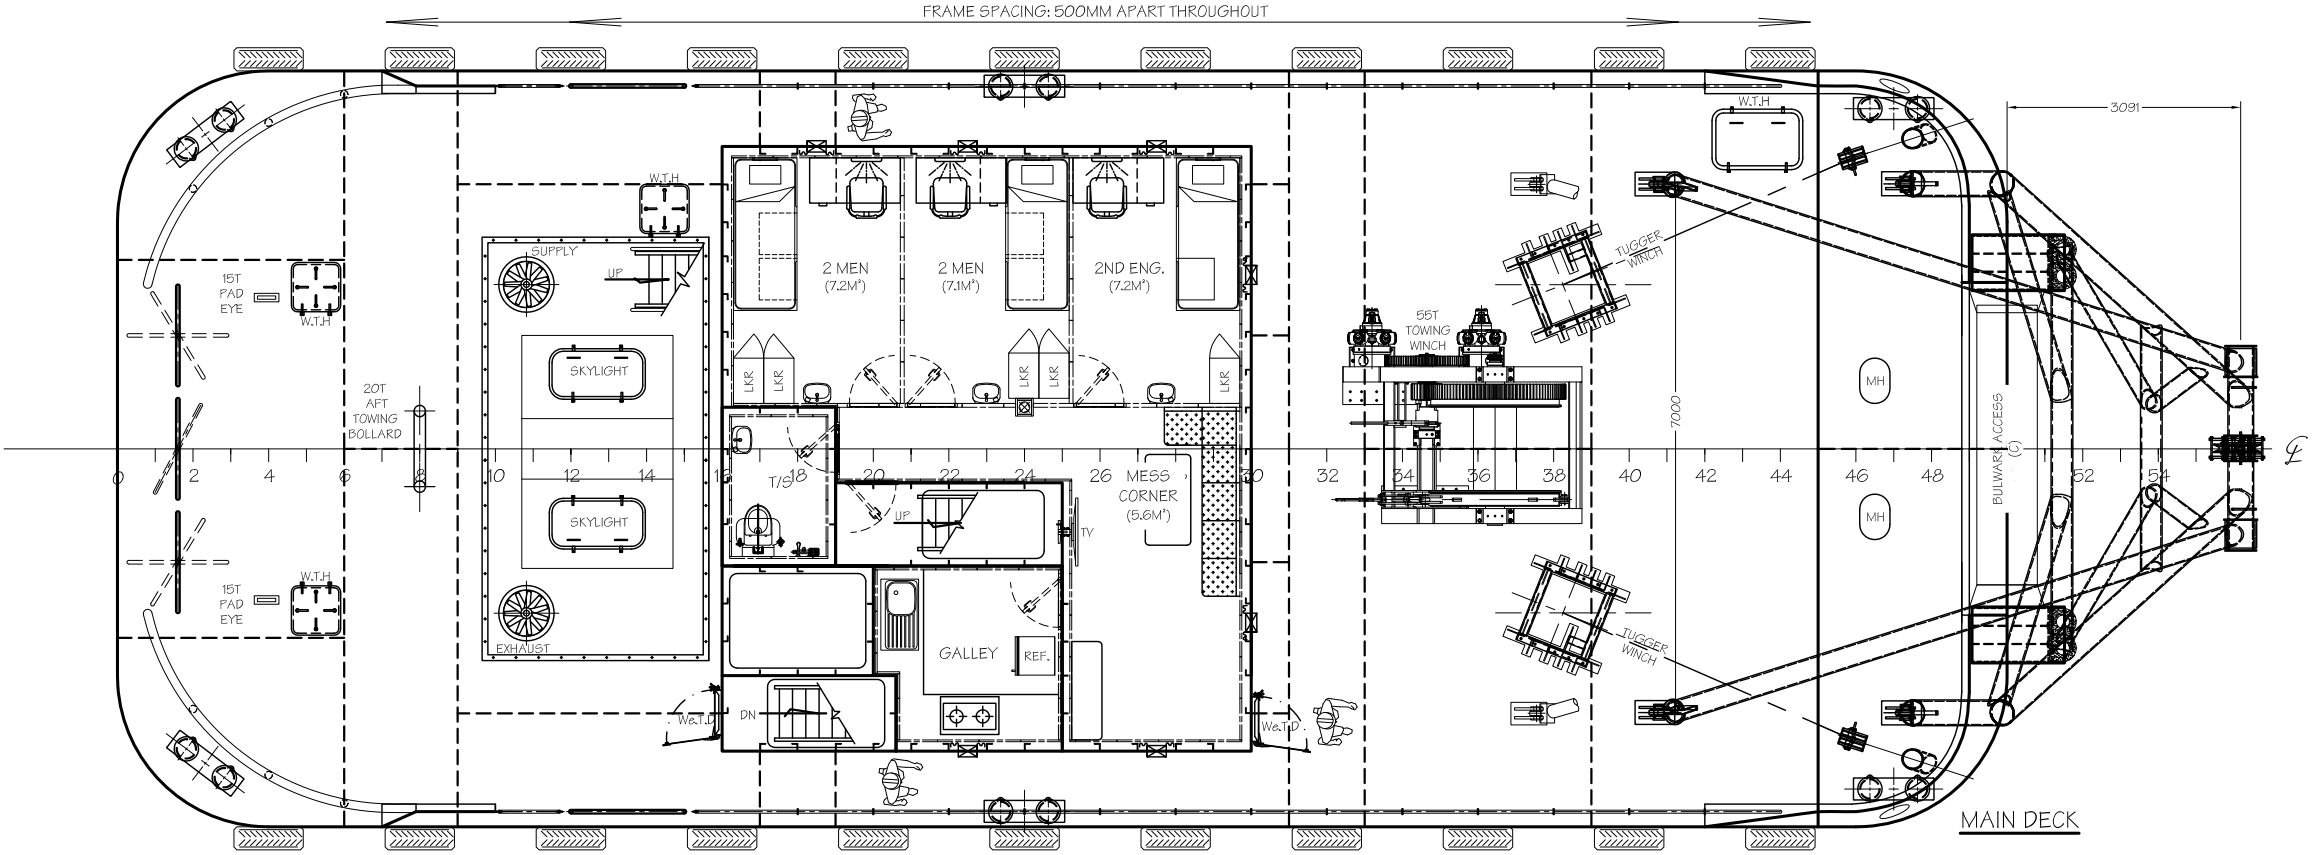 FRAME SPACING: 500MM APART THROUGHOUT
W.T.H
3091
W.T.H
TUGGER
WINCH
SUPPLY
UP
15T
PAD
EYE
W.T.H
2 MEN
(7.2M²)
2 MEN
(7.1M²)
2ND ENG.
(7.2M²)
55T
TOWING
WINCH
SKYLIGHT
LKR
LKR
LKR
LKR
LKR
MH
20T
AFT
TOWING
BOLLARD
7000
BULWARK ACCESS
(C)
℄
0
2
4
6
8
10
12
14
16
18
20
22
24
26
30
32
34
36
38
40
42
44
46
48
52
54
T/S
MESS
CORNER
(5.6M²)
SKYLIGHT
UP
TV
MH
W.T.H
15T
PAD
EYE
EXHAUST
GALLEY
REF.
TUGGER
WINCH
We.T.D
DN
We.T.D.
MAIN DECK